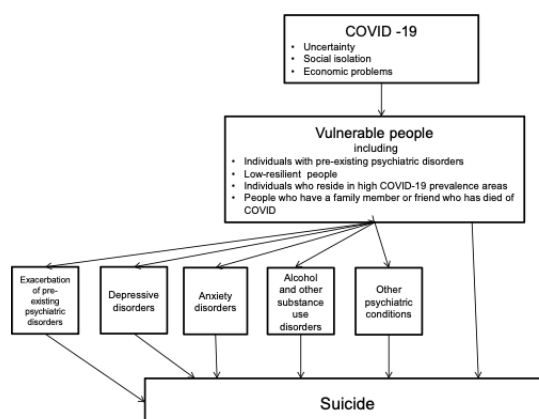 COVID -19
• Uncertainty
• Social isolation
• Economic problems
Vulnerable people
including
• Individuals with pre-existing psychiatric disorders
• Low-resilient people
• Individuals who reside in high COVID-19 prevalence areas
• People who have a family member or friend who has died of
COVID
Exacerbation
of pre-
existing
psychiatric
disorders
Depressive
disorders
Anxiety
disorders
Alcohol
and other
substance
use
disorders
Other
psychiatric
conditions
Suicide